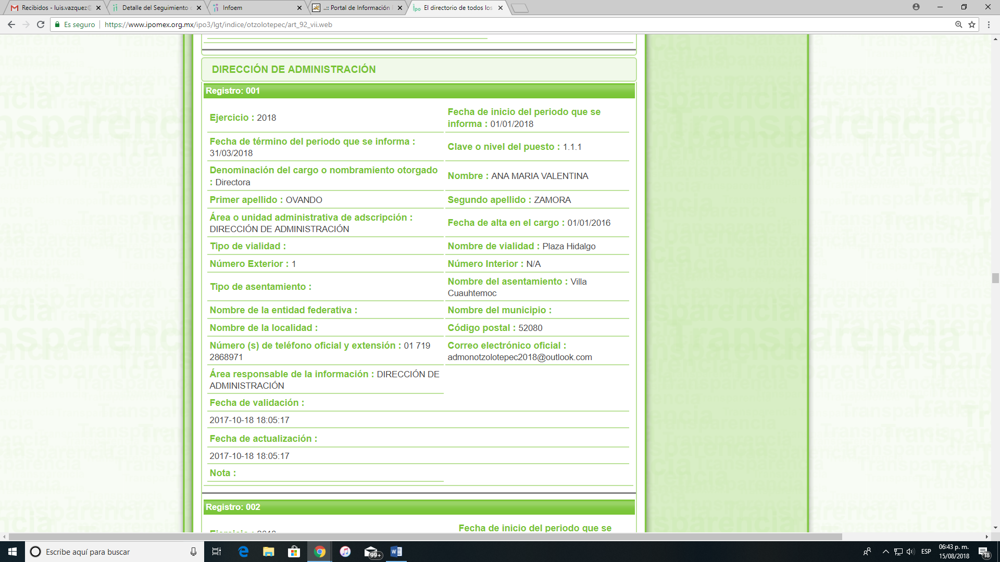 Recibidos - luis.vazquez@
Detalle del Seguimiento d
Infoem
..:: Portal de Información
El directorio de todos los
Es seguro
https://www.ipomex.org.mx/ipo3/lgt/indice/otzolotepec/art_92_vii.web
DIRECCIÓN DE ADMINISTRACIÓN
Registro: 001
Ejercicio : 2018
Fecha de inicio del periodo que se
informa : 01/01/2018
Fecha de término del periodo que se informa :
31/03/2018
Clave o nivel del puesto : 1.1.1
Denominación del cargo o nombramiento otorgado
: Directora
Nombre : ANA MARIA VALENTINA
Primer apellido : OVANDO
Segundo apellido : ZAMORA
Área o unidad administrativa de adscripción :
DIRECCIÓN DE ADMINISTRACIÓN
Fecha de alta en el cargo : 01/01/2016
Tipo de vialidad :
Nombre de vialidad : Plaza Hidalgo
Número Exterior : 1
Número Interior : N/A
Tipo de asentamiento :
Nombre del asentamiento : Villa
Cuauhtemoc
Nombre de la entidad federativa :
Nombre del municipio :
Nombre de la localidad :
Código postal : 52080
Número (s) de teléfono oficial y extensión : 01 719
2868971
Correo electrónico oficial :
admonotzolotepec2018@outlook.com
Área responsable de la información : DIRECCIÓN DE
ADMINISTRACIÓN
Fecha de validación :
2017-10-18 18:05:17
Fecha de actualización :
2017-10-18 18:05:17
Nota :
Registro: 002
Ejercicio : 2018
Fecha de inicio del periodo que se
Escribe aquí para buscar
99+
ESP
06:43 p. m.
15/08/2018
18